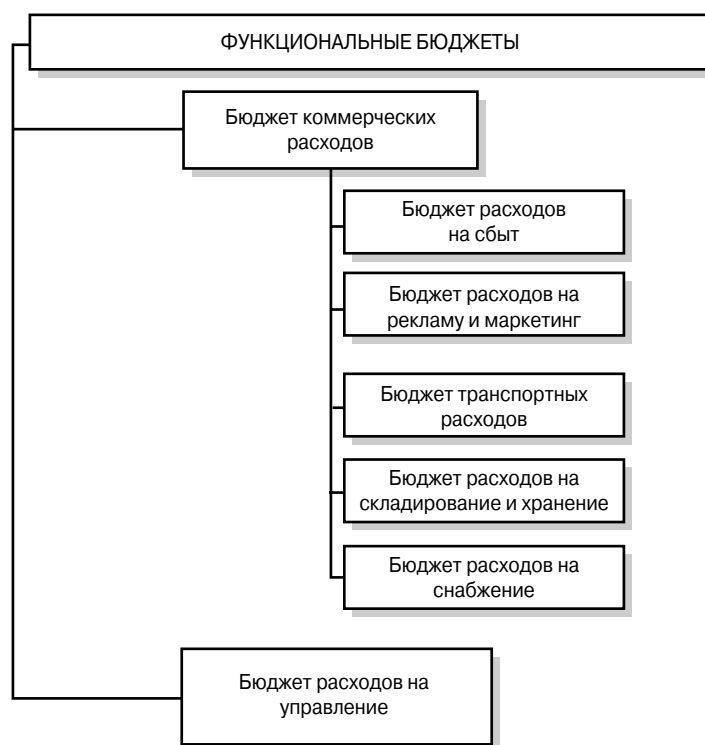 ФУНКЦИОНАЛЬНЫЕ БЮДЖЕТЫ
Бюджет коммерческих
расходов
Бюджет расходов
на сбыт
Бюджет расходов на
рекламу и маркетинг
Бюджет транспортных
расходов
Бюджет расходов на
складирование и хранение
Бюджет расходов на
снабжение
Бюджет расходов на
управление